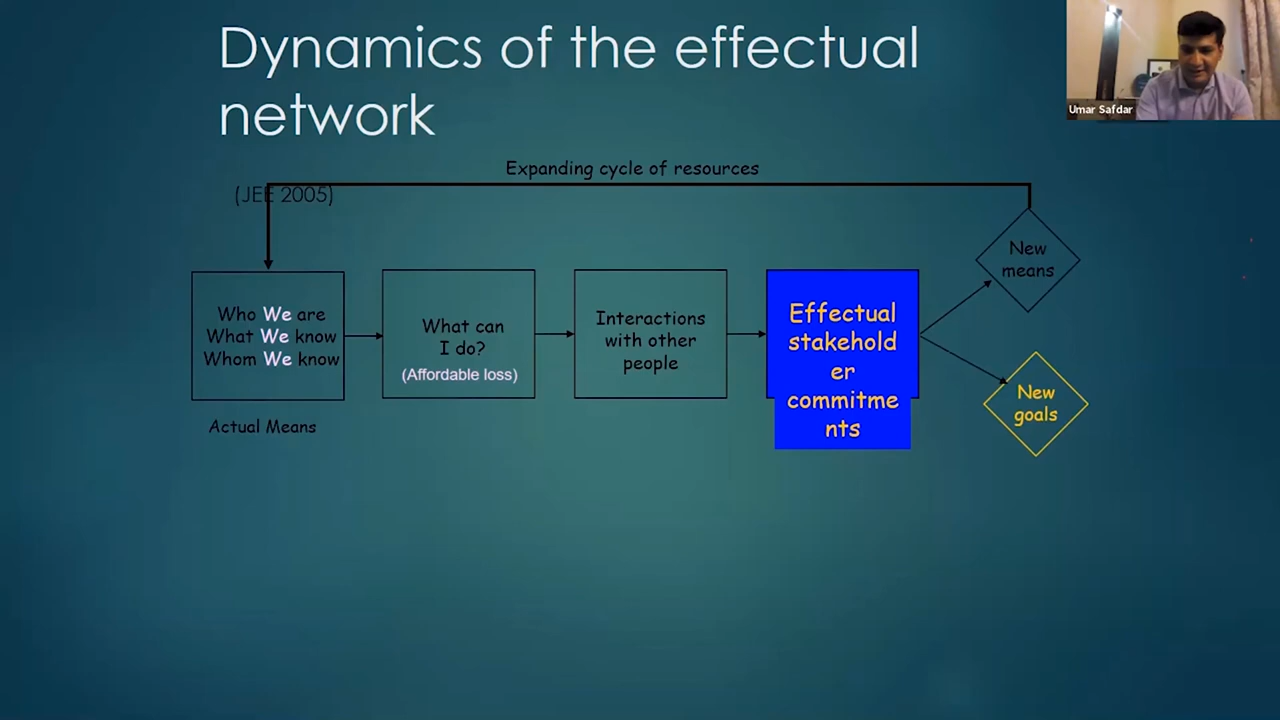 Dynamics of the effectual
network
Umar Safdar
Expanding cycle of resources
(JEE 2005)
Who We are
What We know
Whom We know
Actual Means
What can
I do?
(Affordable loss)
Interactions
with other
people
Effectual
stakehold
er
commitme
nts
New
means
New
goals